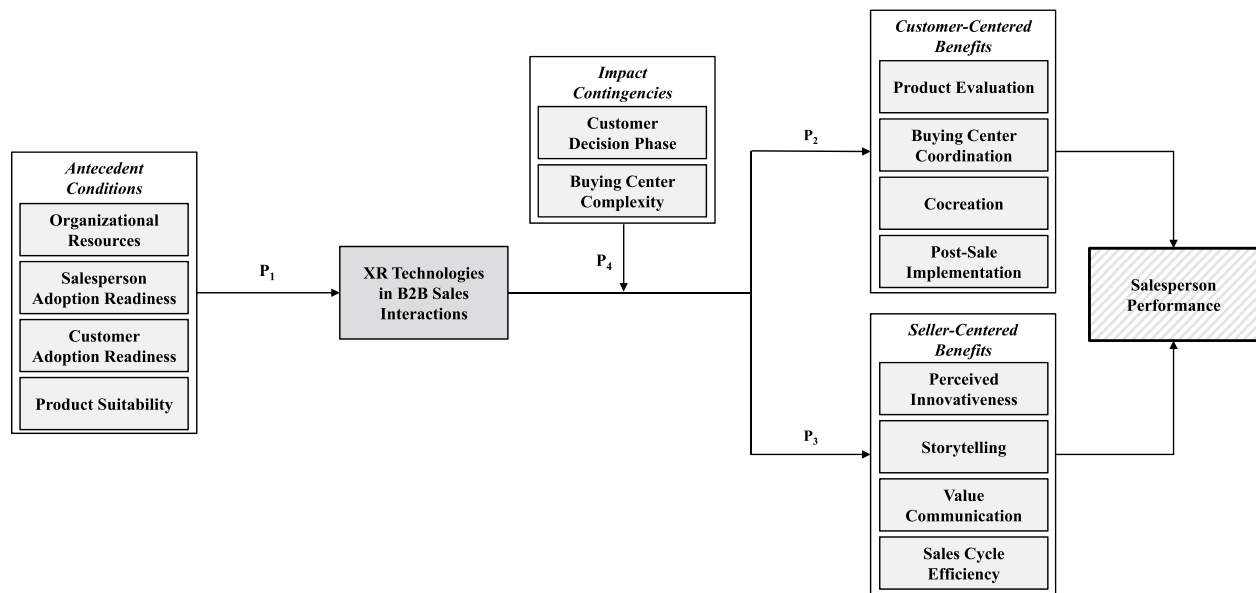 Antecedent
Conditions
Organizational
Resources
Salesperson
Adoption Readiness
Customer
Adoption Readiness
Product Suitability
P1
XR Technologies
in B2B Sales
Interactions
Impact
Contingencies
Customer
Decision Phase
Buying Center
Complexity
P4
P2
P3
Customer-Centered
Benefits
Product Evaluation
Buying Center
Coordination
Cocreation
Post-Sale
Implementation
Seller-Centered
Benefits
Perceived
Innovativeness
Storytelling
Value
Communication
Sales Cycle
Efficiency
Salesperson
Performance